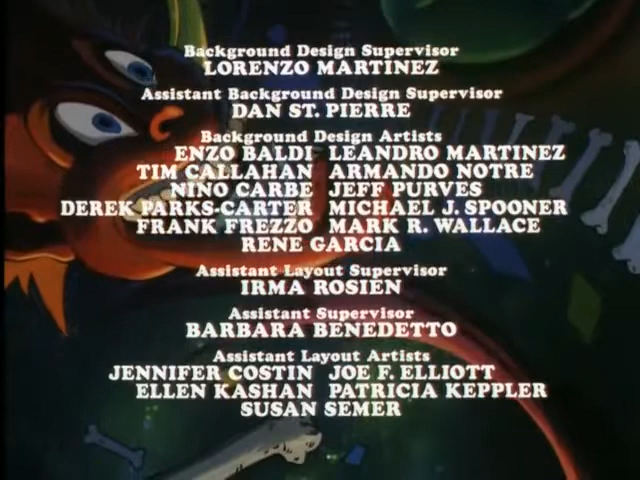 Background Design Supervisor
LORENZO MARTINEZ
Assistant Background Design Supervisor
DAN ST. PIERRE
Background Design Artists
ENZO BALDI LEANDRO MARTINEZ
TIM CALLAHAN ARMANDO NOTRE
NINO CARBE JEFF PURVES
DEREK PARKS-CARTER MICHAEL J. SPOONER
FRANK FREZZO MARK R. WALLACE
RENE GARCIA
Assistant Layout Supervisor
IRMA ROSIEN
Assistant Supervisor
BARBARA BENEDETTO
Assistant Layout Artists
JENNIFER COSTIN JOE F. ELLIOTT
ELLEN KASHAN PATRICIA KEPPLER
SUSAN SEMER